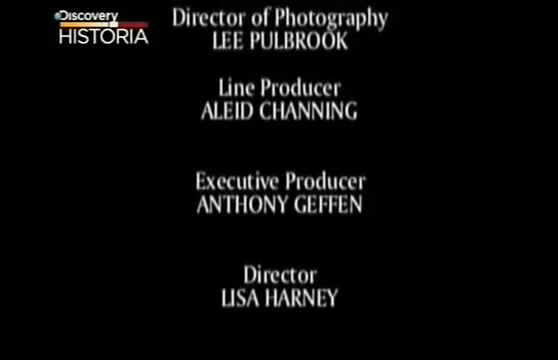 Discovery
HISTORIA
Director of Photography
LEE PULBROOK
Line Producer
ALEID CHANNING
Executive Producer
ANTHONY GEFFEN
Director
LISA HARNEY